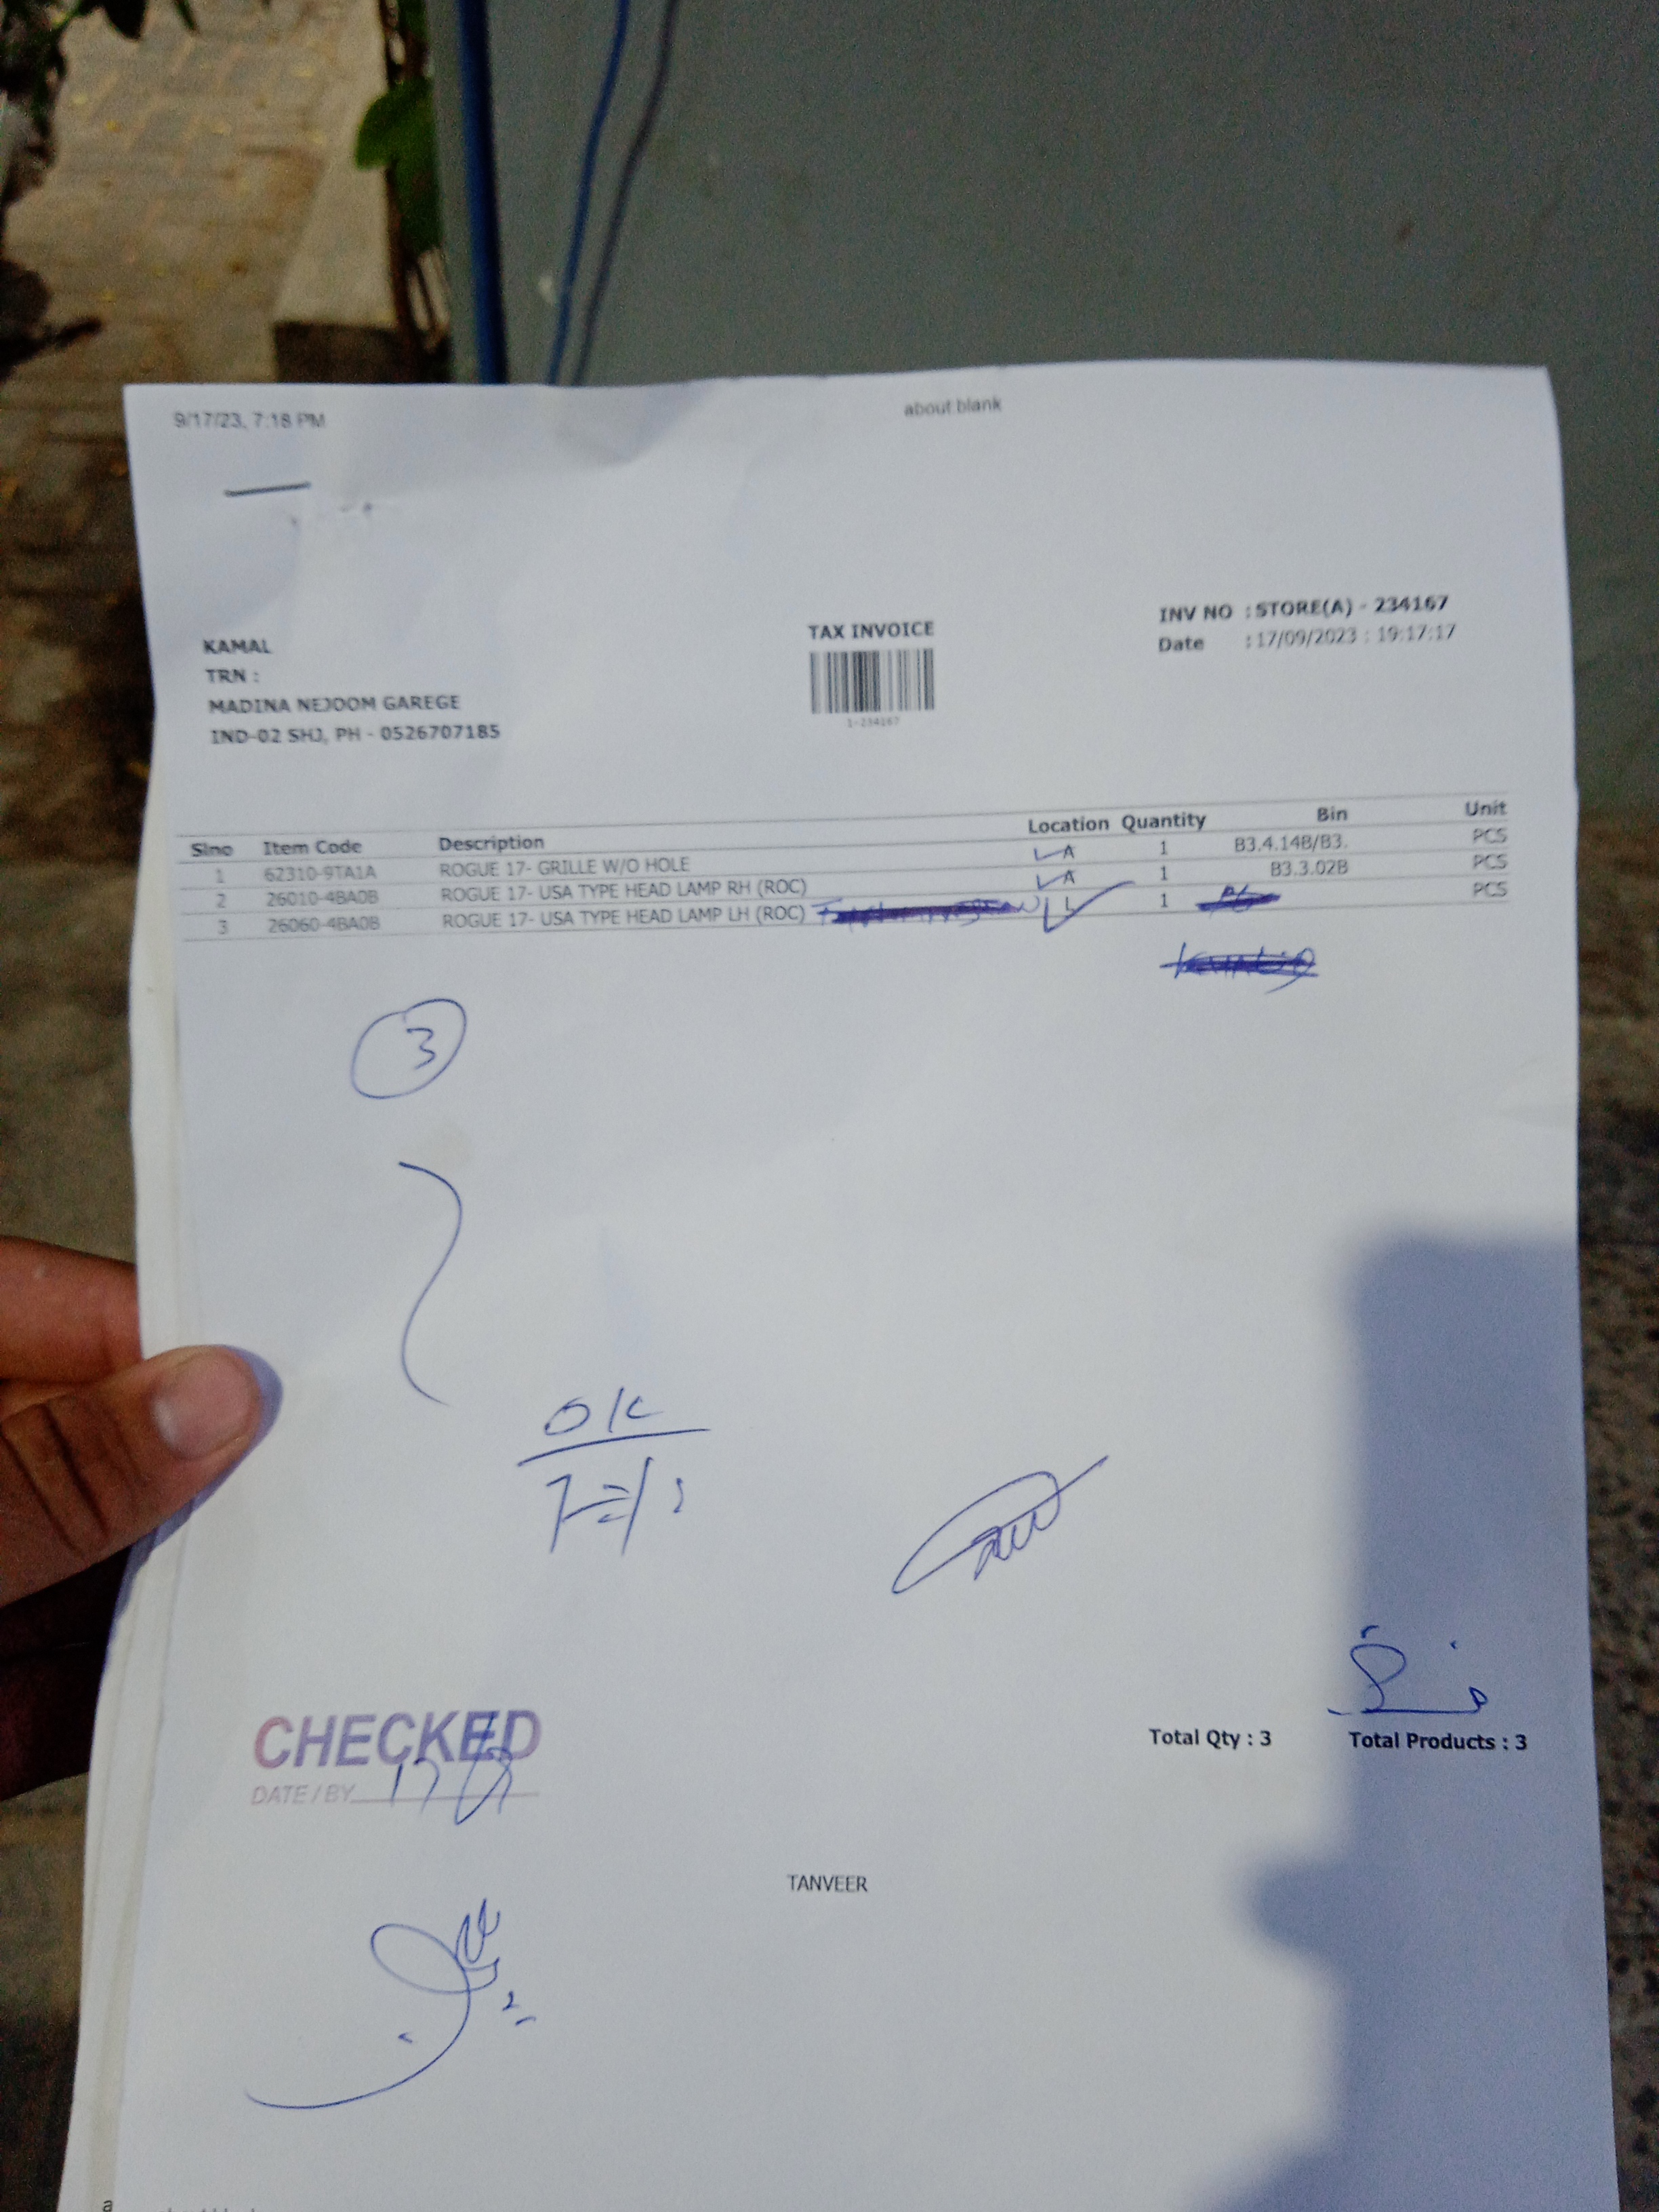 9/17/23, 7:18 PM about:blank
KAMAL
TRN :
MADINA NEJOOM GAREGE
IND-02 SHJ, PH - 0526707185
TAX INVOICE
1-234167
INV NO : STORE(A) - 234167
Date : 17/09/2023 : 19:17:17
Slno Item Code Description Location Quantity Bin Unit
1 62310-9TA1A ROGUE 17- GRILLE W/O HOLE A 1 B3.4.14B/B3. PCS
2 26010-4BA0B ROGUE 17- USA TYPE HEAD LAMP RH (ROC) A 1 B3.3.02B PCS
3 26060-4BA0B ROGUE 17- USA TYPE HEAD LAMP LH (ROC) L 1 PCS
3
OK
CHECKED
DATE / BY 17
Total Qty : 3 Total Products : 3
TANVEER